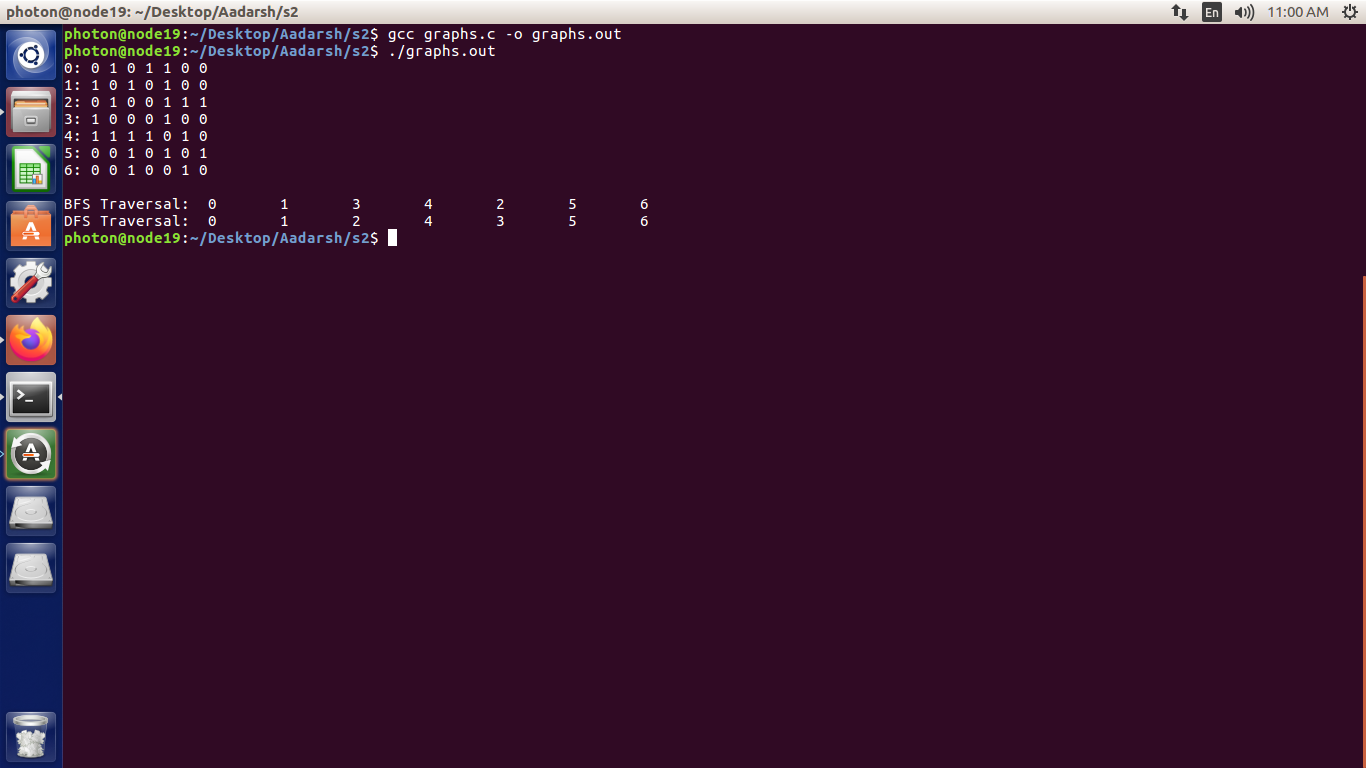 photon@node19: ~/Desktop/Aadarsh/s2 En 11:00 AM
photon@node19:~/Desktop/Aadarsh/s2$ gcc graphs.c -o graphs.out
photon@node19:~/Desktop/Aadarsh/s2$ ./graphs.out
0: 0 1 0 1 1 0 0
1: 1 0 1 0 1 0 0
2: 0 1 0 0 1 1 1
3: 1 0 0 0 1 0 0
4: 1 1 1 1 0 1 0
5: 0 0 1 0 1 0 1
6: 0 0 1 0 0 1 0
BFS Traversal: 0 1 3 4 2 5 6
DFS Traversal: 0 1 2 4 3 5 6
photon@node19:~/Desktop/Aadarsh/s2$